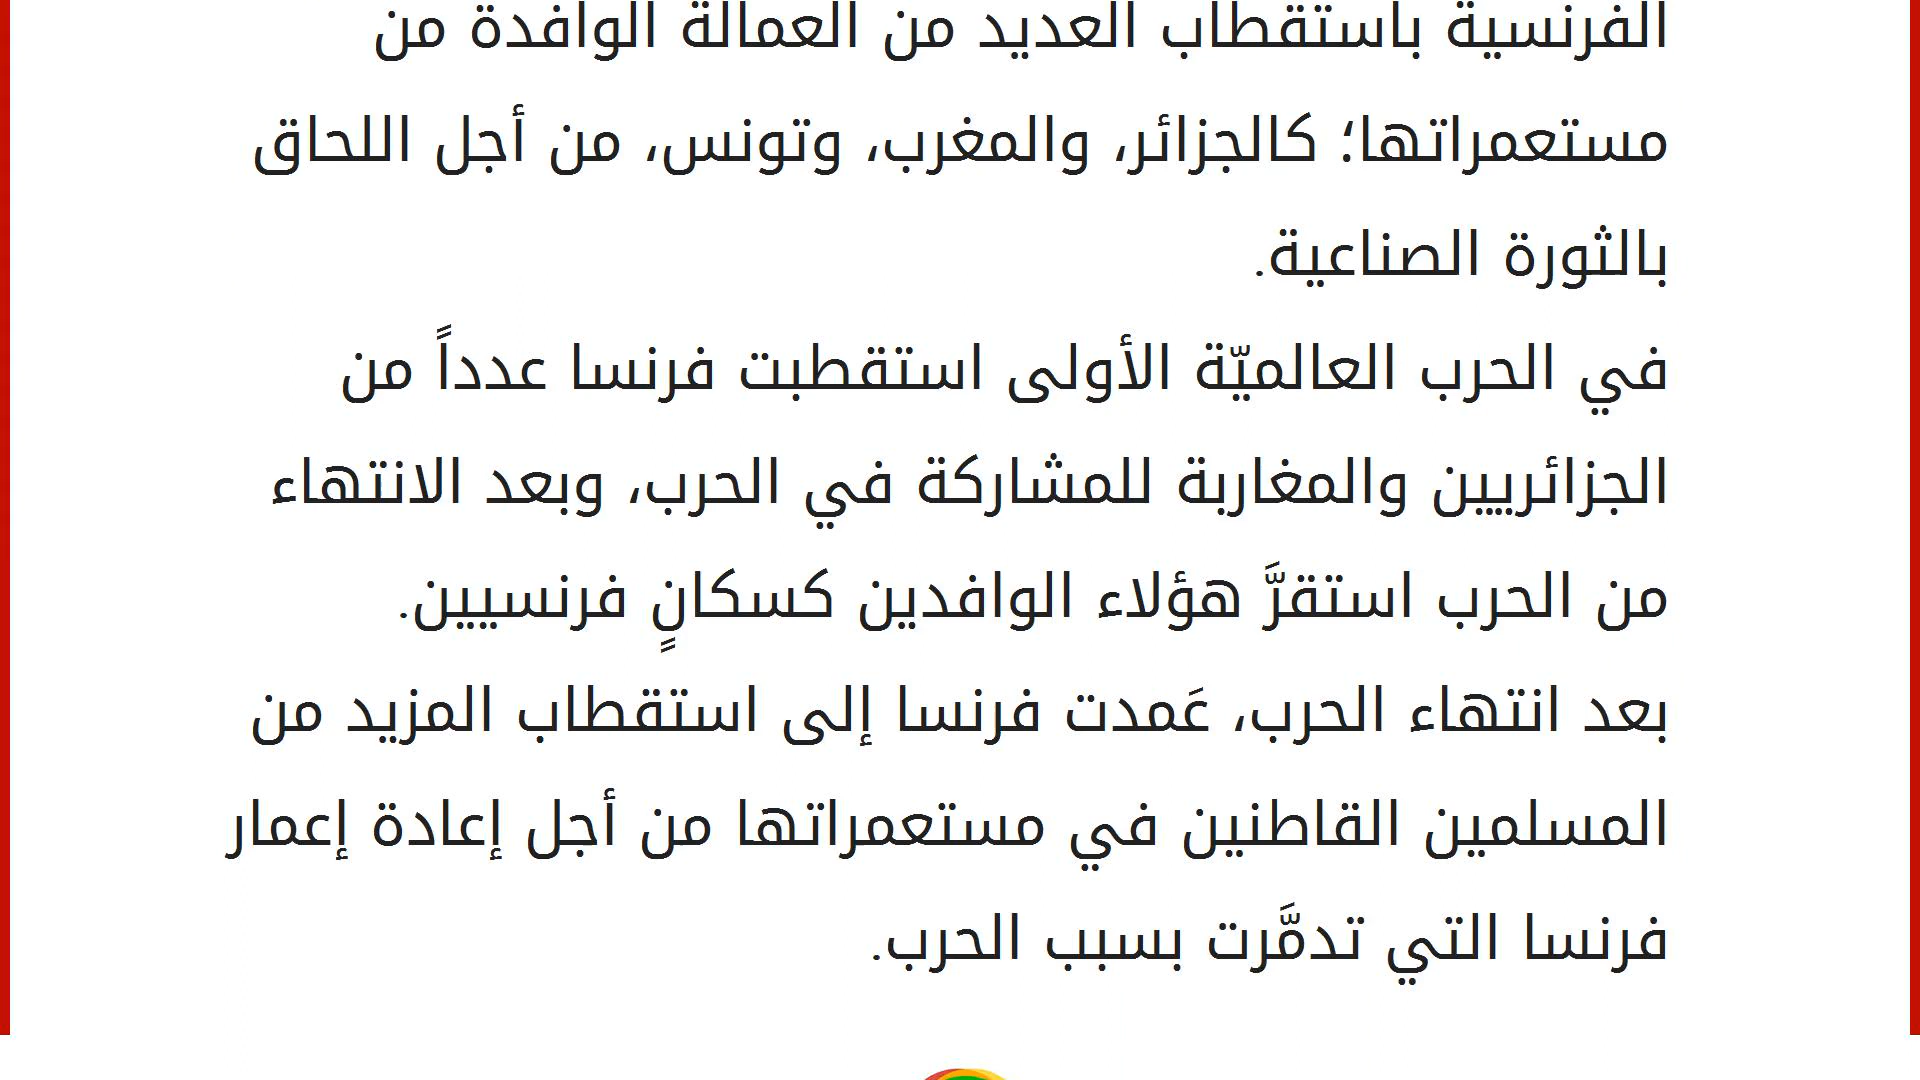 الفرنسية باستقطاب العديد من العمالة الوافدة من
مستعمراتها؛ كالجزائر، والمغرب، وتونس، من أجل اللحاق
بالثورة الصناعية.
في الحرب العالميّة الأولى استقطبت فرنسا عدداً من
الجزائريين والمغاربة للمشاركة في الحرب، وبعد الانتهاء
من الحرب استقرَّ هؤلاء الوافدين كسكانٍ فرنسيين.
بعد انتهاء الحرب، عَمدت فرنسا إلى استقطاب المزيد من
المسلمين القاطنين في مستعمراتها من أجل إعادة إعمار
فرنسا التي تدمَّرت بسبب الحرب.